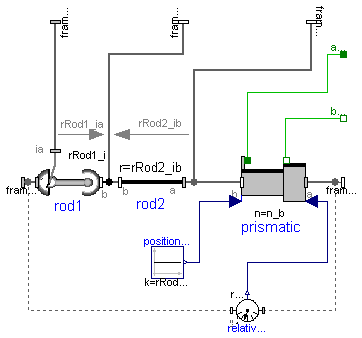 fram...
fram...
fram...
a...
rRod1_ia
rRod2_ib
b...
ia
rRod1_i
r=rRod2_ib
fram...
b
b
a
b
a
fram...
rod1
rod2
n=n_b
prismatic
position...
k=rRod...
r...
relativ...